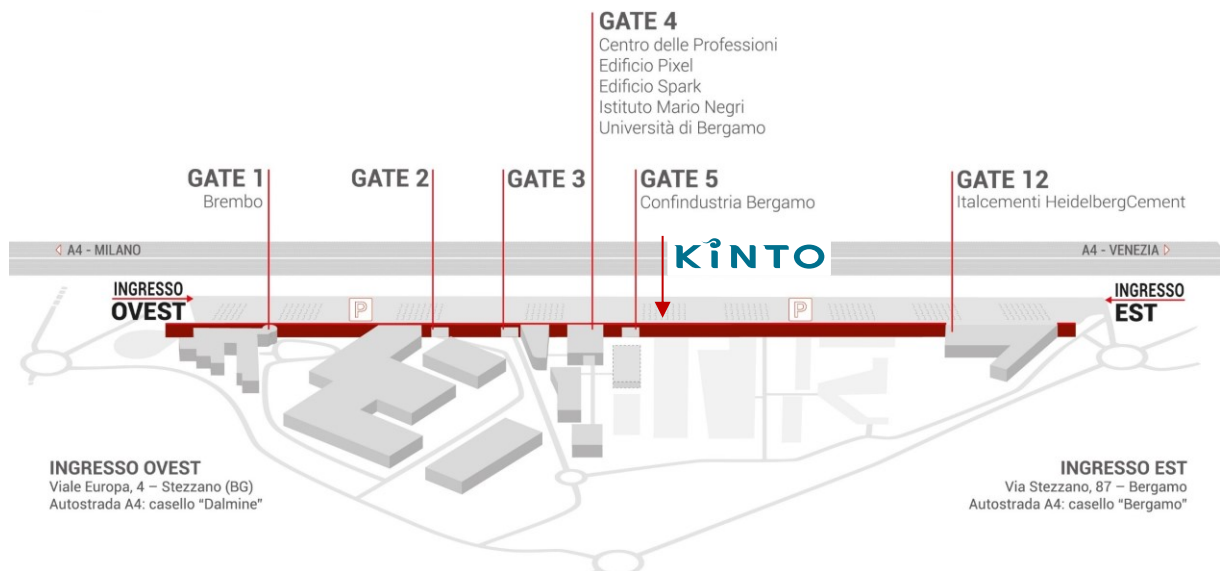 GATE 4
Centro delle Professioni
Edificio Pixel
Edificio Spark
Istituto Mario Negri
Università di Bergamo
GATE 1
Brembo
GATE 2
GATE 3
GATE 5
Confindustria Bergamo
GATE 12
Italcementi HeidelbergCement
A4 - MILANO
KINTO
A4 - VENEZIA
INGRESSO
OVEST
P
P
INGRESSO
EST
INGRESSO OVEST
Viale Europa, 4 – Stezzano (BG)
Autostrada A4: casello “Dalmine”
INGRESSO EST
Via Stezzano, 87 – Bergamo
Autostrada A4: casello “Bergamo”